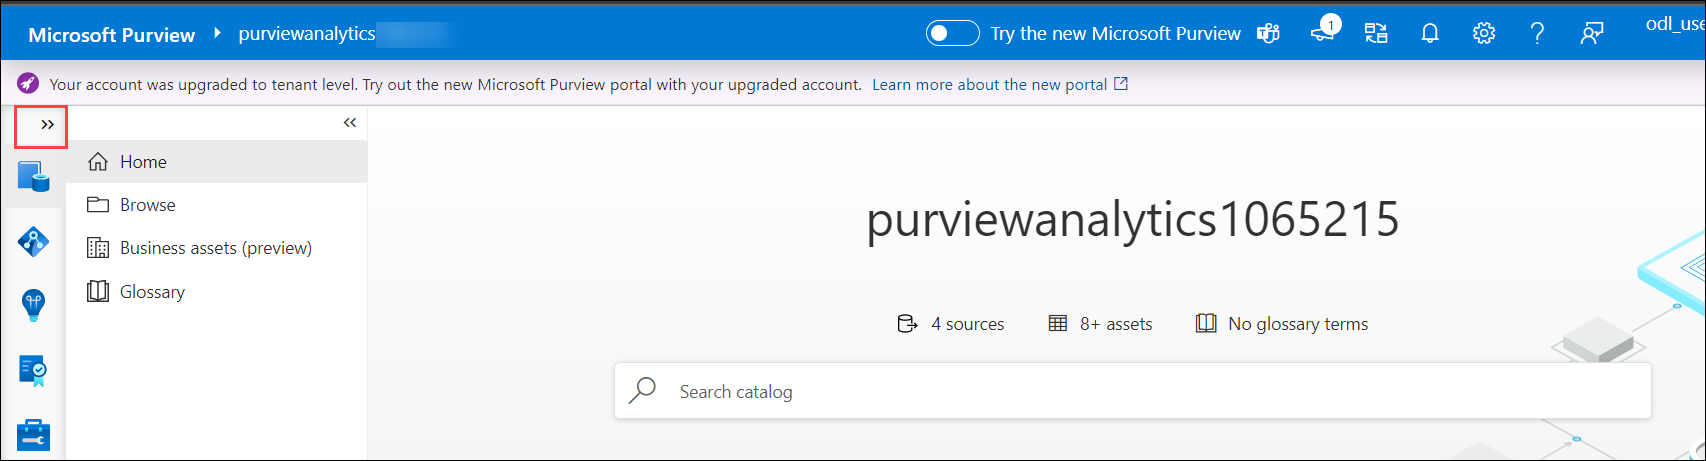 Microsoft Purview purviewanalytics
Try the new Microsoft Purview
1
odl_use
Your account was upgraded to tenant level. Try out the new Microsoft Purview portal with your upgraded account. Learn more about the new portal
Home
Browse
Business assets (preview)
Glossary
purviewanalytics1065215
4 sources 8+ assets No glossary terms
Search catalog